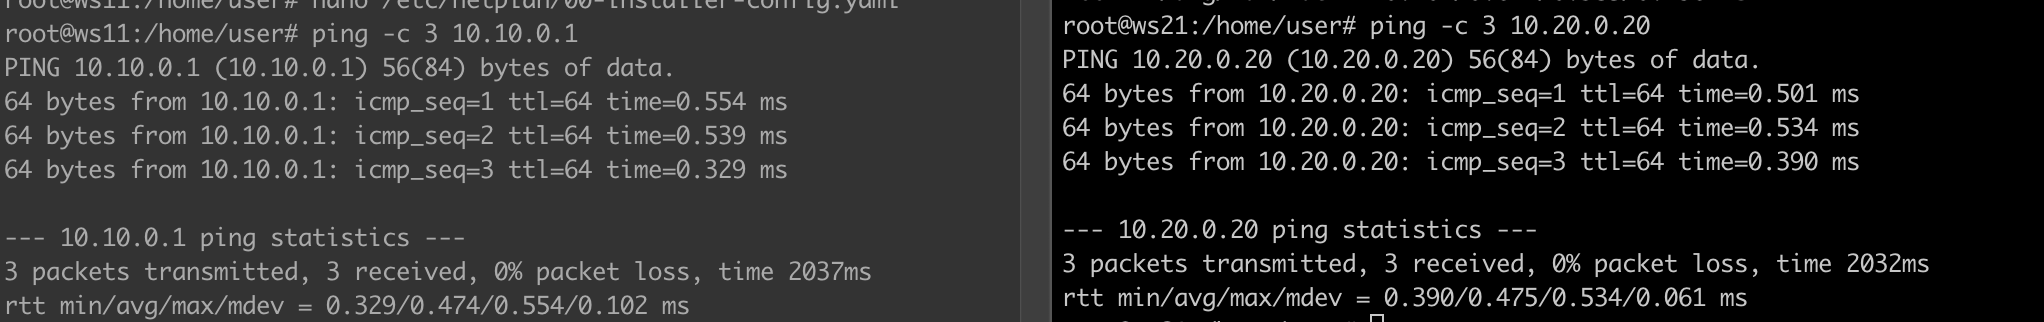 root@ws11:/home/user# nano /etc/netplan/00-installer-config.yaml
root@ws11:/home/user# ping -c 3 10.10.0.1
PING 10.10.0.1 (10.10.0.1) 56(84) bytes of data.
64 bytes from 10.10.0.1: icmp_seq=1 ttl=64 time=0.554 ms
64 bytes from 10.10.0.1: icmp_seq=2 ttl=64 time=0.539 ms
64 bytes from 10.10.0.1: icmp_seq=3 ttl=64 time=0.329 ms
--- 10.10.0.1 ping statistics ---
3 packets transmitted, 3 received, 0% packet loss, time 2037ms
rtt min/avg/max/mdev = 0.329/0.474/0.554/0.102 ms
root@ws21:/home/user# ping -c 3 10.20.0.20
PING 10.20.0.20 (10.20.0.20) 56(84) bytes of data.
64 bytes from 10.20.0.20: icmp_seq=1 ttl=64 time=0.501 ms
64 bytes from 10.20.0.20: icmp_seq=2 ttl=64 time=0.534 ms
64 bytes from 10.20.0.20: icmp_seq=3 ttl=64 time=0.390 ms
--- 10.20.0.20 ping statistics ---
3 packets transmitted, 3 received, 0% packet loss, time 2032ms
rtt min/avg/max/mdev = 0.390/0.475/0.534/0.061 ms